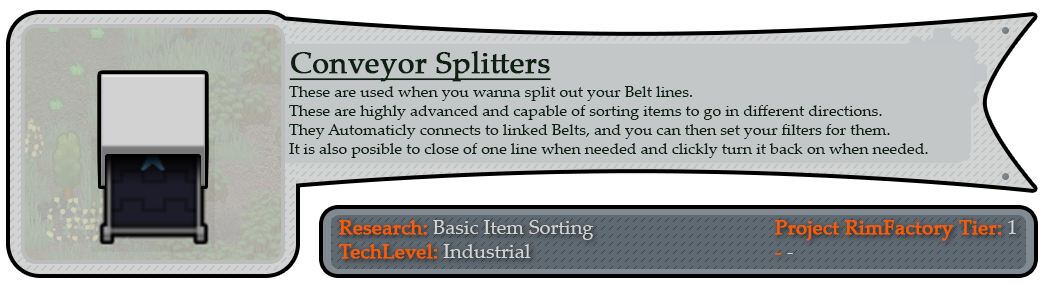 Conveyor Splitters
These are used when you wanna split out your Belt lines.
These are highly advanced and capable of sorting items to go in different directions.
They Automaticly connects to linked Belts, and you can then set your filters for them.
It is also posible to close of one line when needed and clickly turn it back on when needed.
Research: Basic Item Sorting
Project RimFactory Tier: 1
TechLevel: Industrial
- -